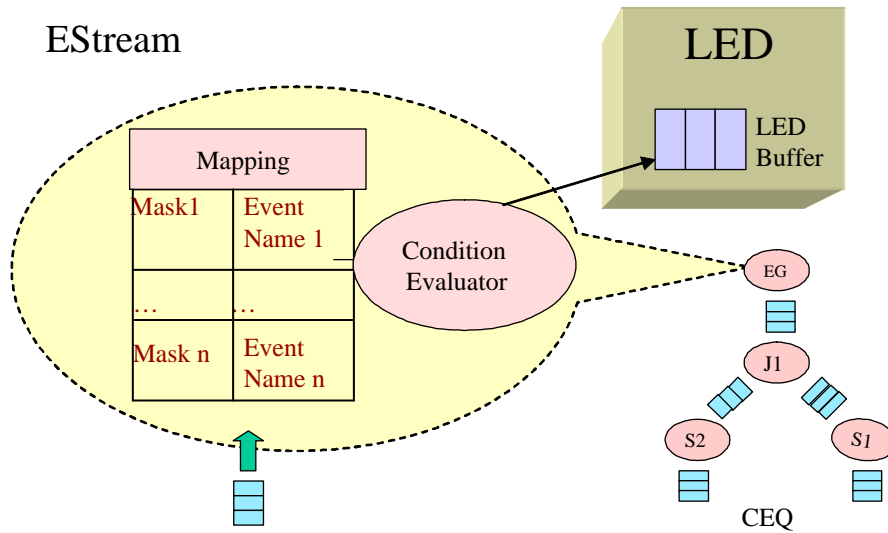 EStream
LED
LED
Buffer
Mapping
Mask1
Event
Name 1
Condition
Evaluator
… …
Mask n
Event
Name n
EG
J1
S2
S1
CEQ